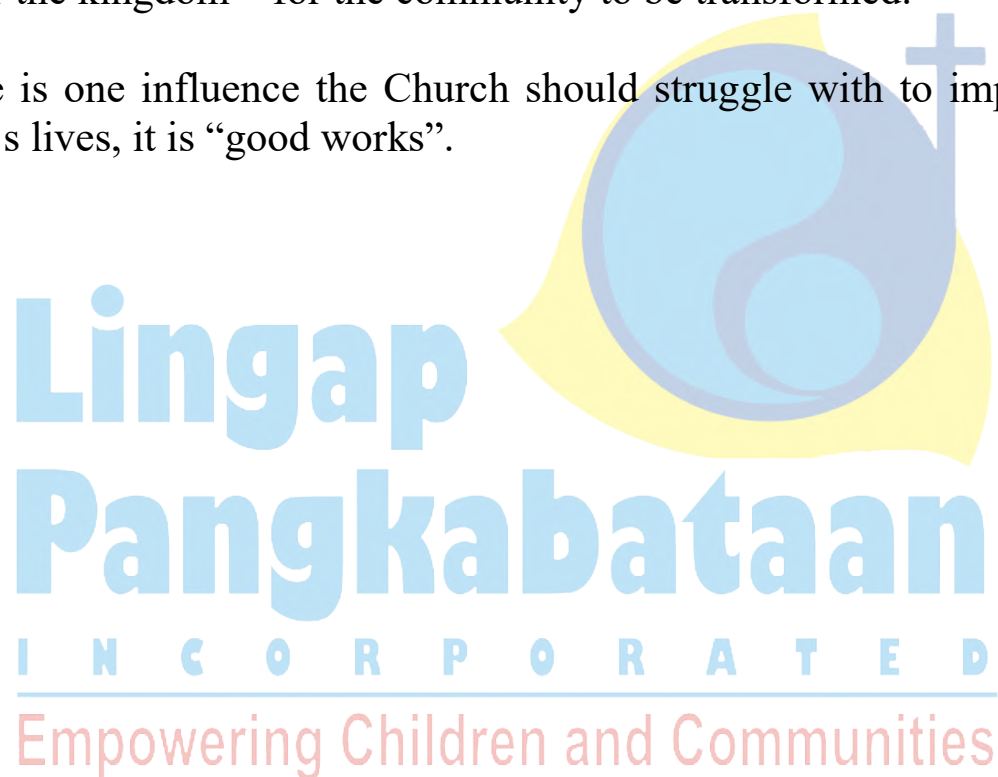 the kingdom" for the community to be transformed.
is one influence the Church should struggle with to
s lives, it is "good works".
Lingap
Pangkabataan
INCORPORATED
Empowering Children and Communities